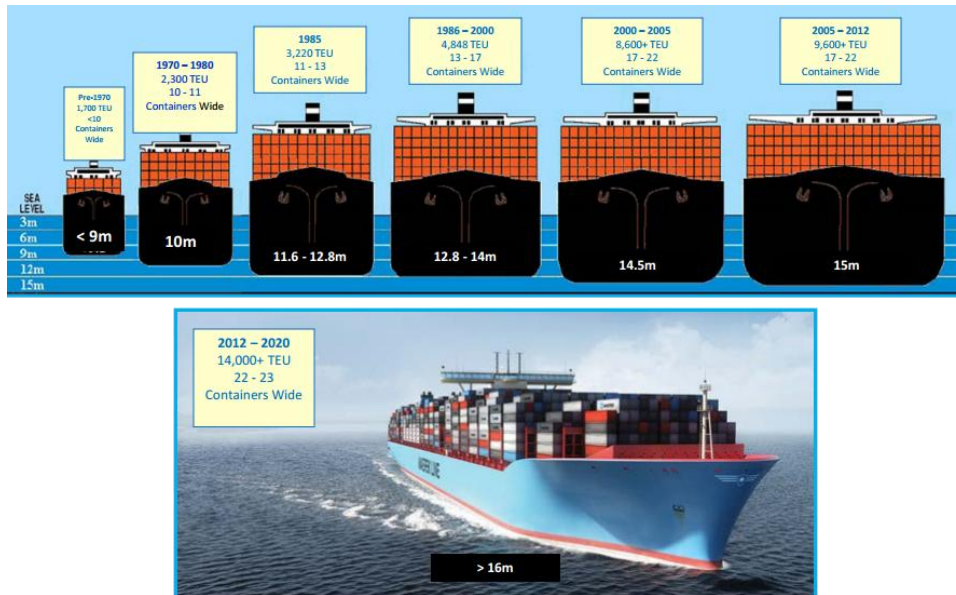 Pre-1970
1,700 TEU
<10
Containers
Wide
1970 – 1980
2,300 TEU
10 - 11
Containers Wide
1985
3,220 TEU
11 - 13
Containers Wide
1986 – 2000
4,848 TEU
13 - 17
Containers Wide
2000 – 2005
8,600+ TEU
17 - 22
Containers Wide
2005 – 2012
9,600+ TEU
17 - 22
Containers Wide
SEA
LEVEL
3m
6m
9m
12m
15m
< 9m
10m
11.6 - 12.8m
12.8 - 14m
14.5m
15m
2012 – 2020
14,000+ TEU
22 - 23
Containers Wide
MAERSK LINE
> 16m